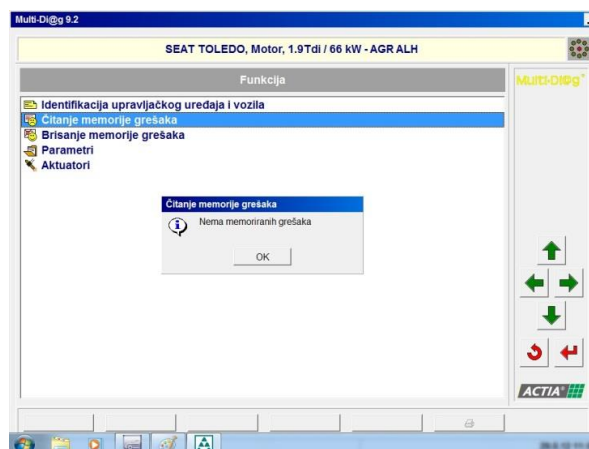 Multi-Di@g 9.2
SEAT TOLEDO, Motor, 1.9Tdi / 66 kW - AGR ALH
Funkcija
Multi-Di@g
Identifikacija upravljačkog uređaja i vozila
Čitanje memorije grešaka
Brisanje memorije grešaka
Parametri
Aktuatori
Čitanje memorije grešaka
Nema memoriranih grešaka
OK
ACTIA